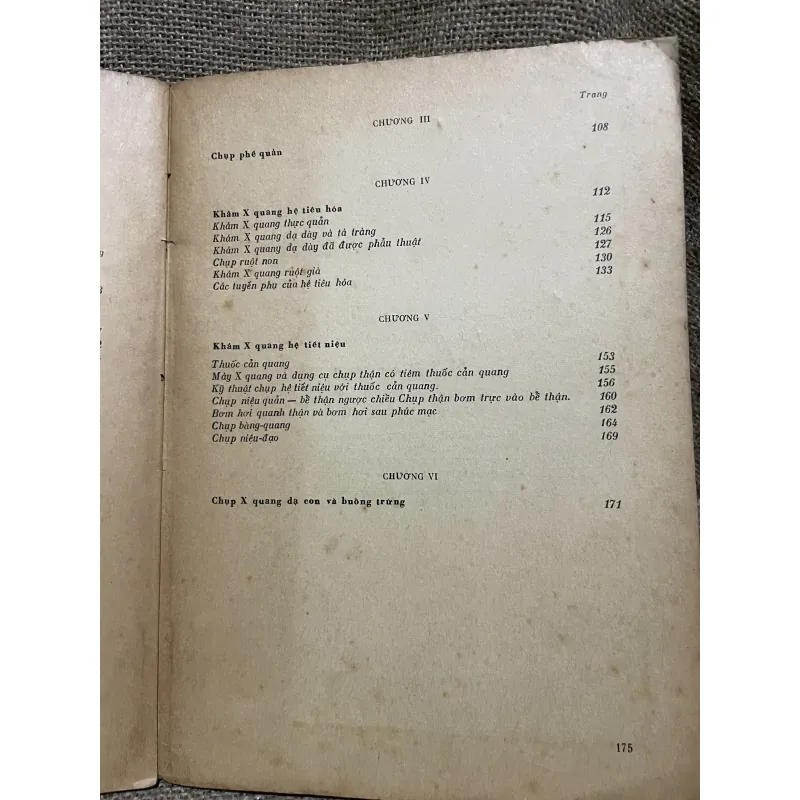 Trang
CHƯƠNG III
108
Chụp phế quản
CHƯƠNG IV
112
Khám X quang hệ tiêu hóa
Khám X quang thực quản 115
Khám X quang dạ dày và tá tràng 126
Khám X quang dạ dày đã được phẫu thuật 127
Chụp ruột non 130
Khám X quang ruột già 133
Các tuyến phụ của hệ tiêu hóa
CHƯƠNG V
Khám X quang hệ tiết niệu
Thuốc cản quang 153
Máy X quang và dụng cụ chụp thận có tiêm thuốc cản quang 155
Kỹ thuật chụp hệ tiết niệu với thuốc cản quang. 156
Chụp niệu quản — bể thận ngược chiều Chụp thận bơm trực vào bể thận. 160
Bơm hơi quanh thận và bơm hơi sau phúc mạc 162
Chụp bàng-quang 164
Chụp niệu-đạo 169
CHƯƠNG VI
Chụp X quang dạ con và buồng trứng 171
175